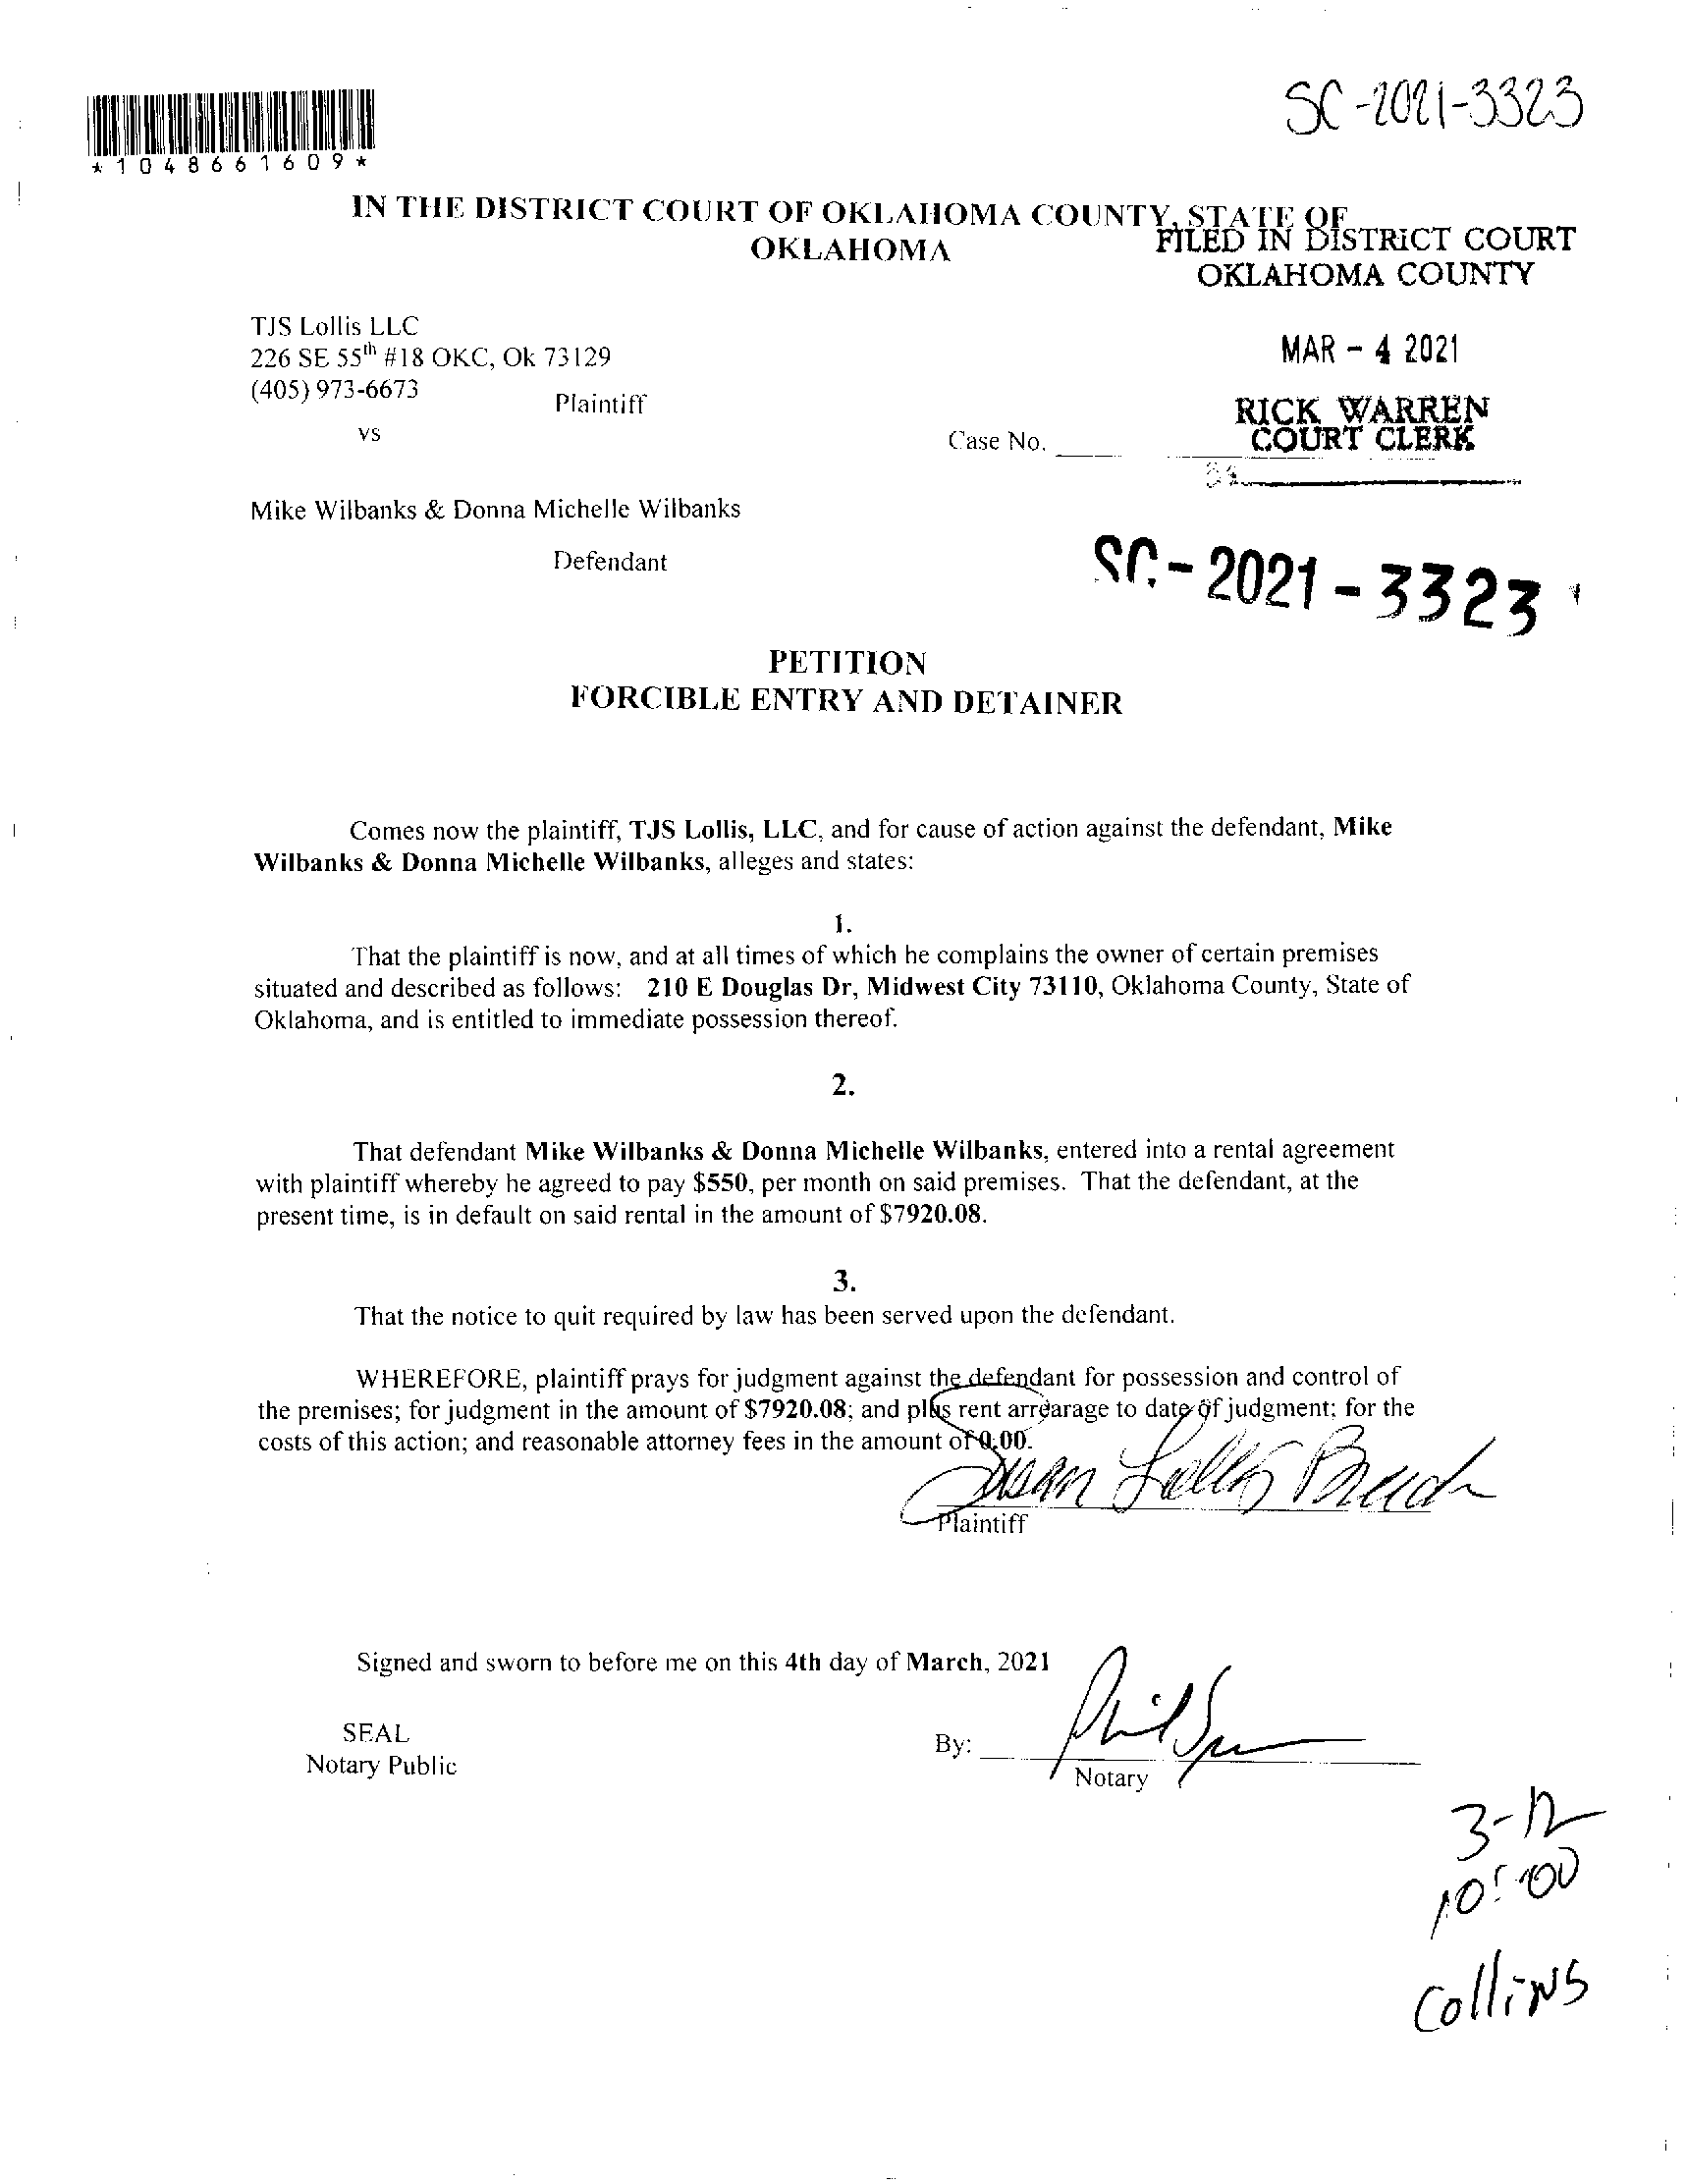 SC-2021-3323
*1048661609*
IN THE DISTRICT COURT OF OKLAHOMA COUNTY, STATE OF
OKLAHOMA
FILED IN DISTRICT COURT
OKLAHOMA COUNTY
MAR - 4 2021
RICK WARREN
COURT CLERK
TJS Lollis LLC
226 SE 55th #18 OKC, Ok 73129
(405) 973-6673
Plaintiff
vs
Case No.
Mike Wilbanks & Donna Michelle Wilbanks
Defendant
SC - 2021 - 3323
PETITION
FORCIBLE ENTRY AND DETAINER
Comes now the plaintiff, TJS Lollis, LLC, and for cause of action against the defendant, Mike
Wilbanks & Donna Michelle Wilbanks, alleges and states:
1.
That the plaintiff is now, and at all times of which he complains the owner of certain premises
situated and described as follows: 210 E Douglas Dr, Midwest City 73110, Oklahoma County, State of
Oklahoma, and is entitled to immediate possession thereof.
2.
That defendant Mike Wilbanks & Donna Michelle Wilbanks, entered into a rental agreement
with plaintiff whereby he agreed to pay $550, per month on said premises. That the defendant, at the
present time, is in default on said rental in the amount of $7920.08.
3.
That the notice to quit required by law has been served upon the defendant.
WHEREFORE, plaintiff prays for judgment against the defendant for possession and control of
the premises; for judgment in the amount of $7920.08; and plus rent arrearage to date of judgment; for the
costs of this action; and reasonable attorney fees in the amount of 0.00.
Susan Lollis
Plaintiff
Signed and sworn to before me on this 4th day of March, 2021
SEAL
Notary Public
By:
Notary
3-12
10:00
Collins